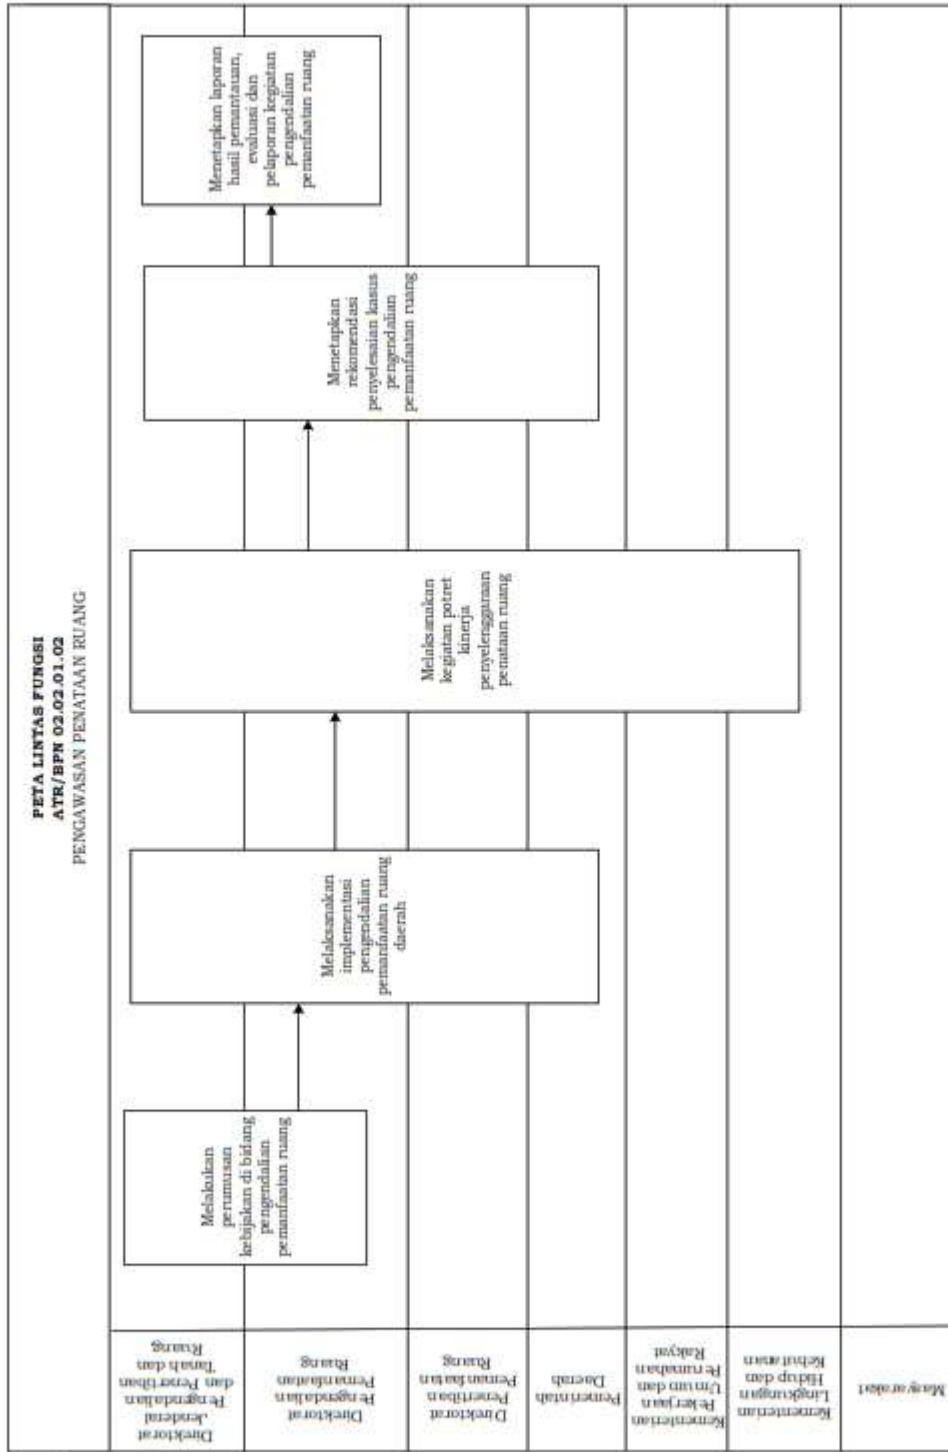 PETA LINTAS FUNGSI
ATR/BPN 02.02.01.02
PENGAWASAN PENATAAN RUANG
Direktorat
Jenderal
Pengendalian
dan Penertiban
Tanah dan
Ruang
Direktorat
Pengendalian
Pemanfaatan
Ruang
Direktorat
Penertiban
Pemanfaatan
Ruang
Pemerintah
Daerah
Kementerian
Pekerjaan
Umum dan
Perumahan
Rakyat
Kementerian
Lingkungan
Hidup dan
Kehutanan
Masyarakat
Melakukan
perumusan
kebijakan di bidang
pengendalian
pemanfaatan ruang
Melaksanakan
implementasi
pengendalian
pemanfaatan ruang
daerah
Melaksanakan
kegiatan potret
kinerja
penyelenggaraan
penataan ruang
Menetapkan
rekomendasi
penyelesaian kasus
pengendalian
pemanfaatan ruang
Menetapkan laporan
hasil pemantauan,
evaluasi dan
pelaporan kegiatan
pengendalian
pemanfaatan ruang